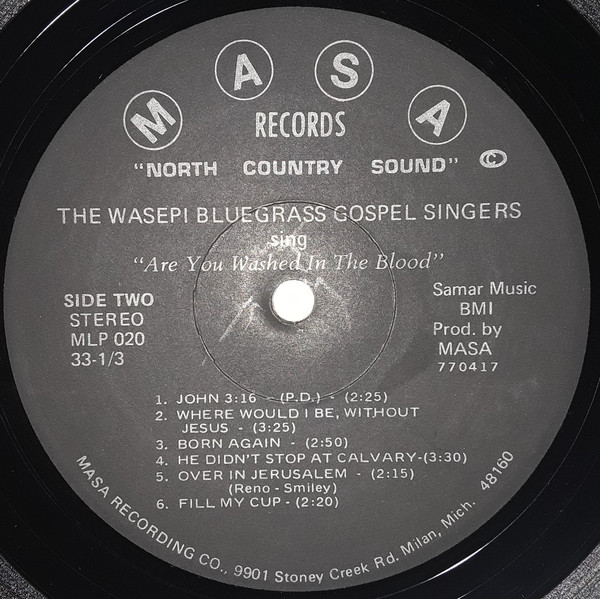 M A S A
RECORDS
"NORTH COUNTRY SOUND" ©
THE WASEPI BLUEGRASS GOSPEL SINGERS
sing
"Are You Washed In The Blood"
SIDE TWO
STEREO
MLP 020
33-1/3
Samar Music
BMI
Prod. by
MASA
770417
1. JOHN 3:16 - (P.D.) - (2:25)
2. WHERE WOULD I BE, WITHOUT
JESUS - (3:25)
3. BORN AGAIN - (2:50)
4. HE DIDN'T STOP AT CALVARY-(3:30)
5. OVER IN JERUSALEM - (2:15)
(Reno - Smiley)
6. FILL MY CUP - (2:20)
MASA RECORDING CO., 9901 Stoney Creek Rd. Milan, Mich. 48160